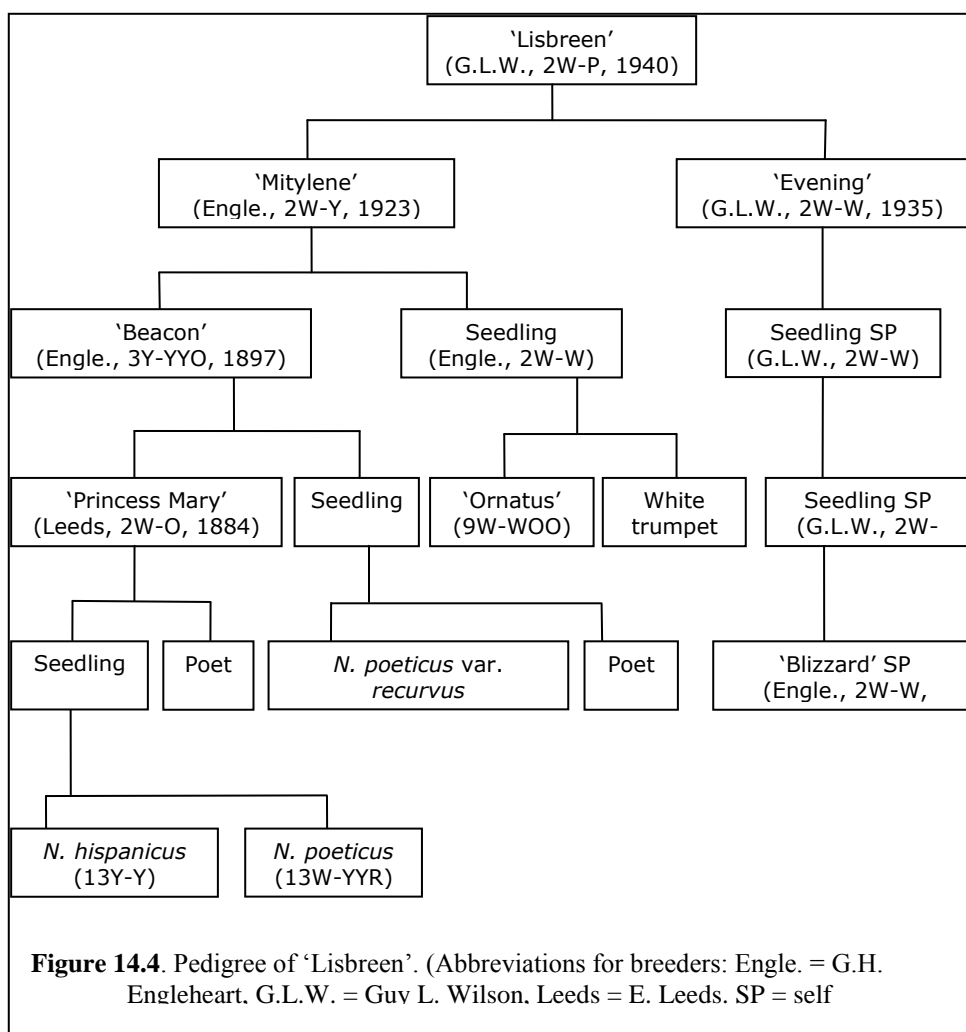 ‘Lisbreen’
(G.L.W., 2W-P, 1940)
‘Mitylene’
(Engle., 2W-Y, 1923)
‘Evening’
(G.L.W., 2W-W, 1935)
‘Beacon’
(Engle., 3Y-YYO, 1897)
Seedling
(Engle., 2W-W)
Seedling SP
(G.L.W., 2W-W)
‘Princess Mary’
(Leeds, 2W-O, 1884)
Seedling
‘Ornatus’
(9W-WOO)
White
trumpet
Seedling SP
(G.L.W., 2W-
Seedling
Poet
N. poeticus var.
recurvus
Poet
‘Blizzard’ SP
(Engle., 2W-W,
N. hispanicus
(13Y-Y)
N. poeticus
(13W-YYR)
Figure 14.4. Pedigree of ‘Lisbreen’. (Abbreviations for breeders: Engle. = G.H.
Engleheart, G.L.W. = Guy L. Wilson, Leeds = E. Leeds. SP = self